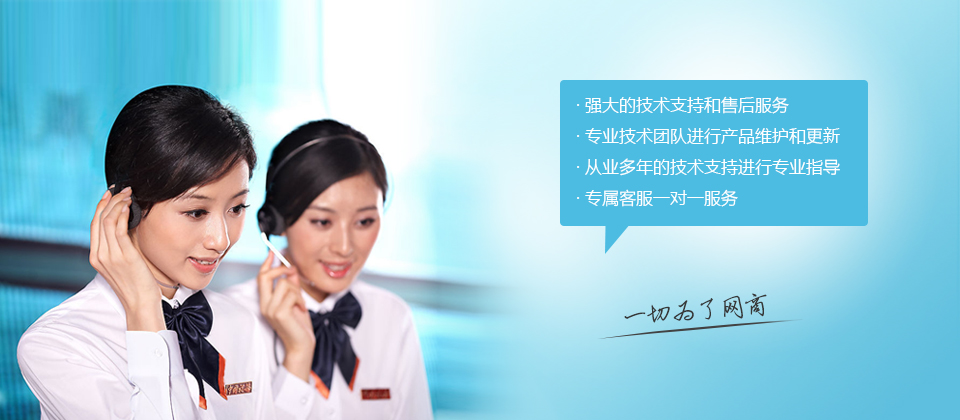 · 强大的技术支持和售后服务
· 专业技术团队进行产品维护和更新
· 从业多年的技术支持进行专业指导
· 专属客服一对一服务
一切为了网商